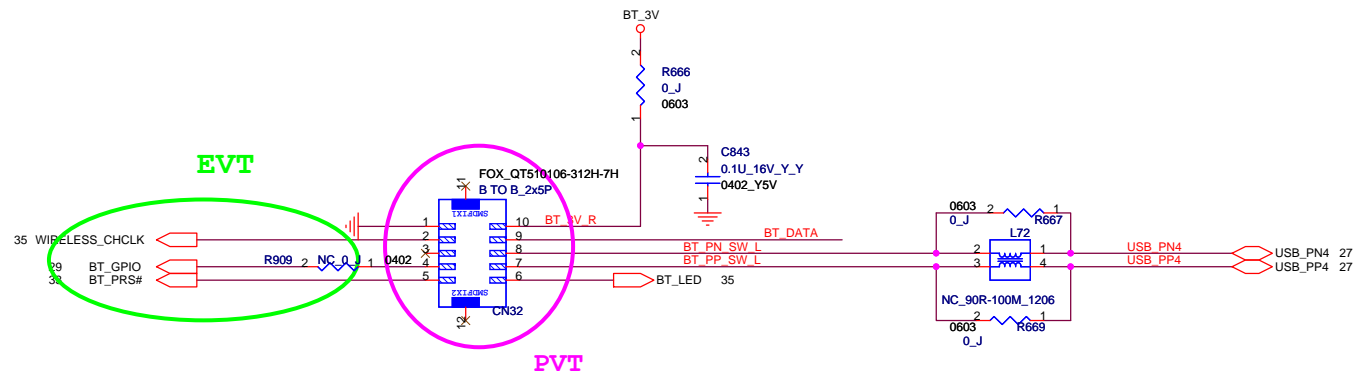 BT_3V
2
R666
0_J
0603
1
C843
2
0.1U_16V_Y_Y
0402_Y5V
1
EVT
FOX_QT510106-312H-7H
B TO B_2x5P
11
SMDFIX1
1 10 BT_3V_R
35 WIRELESS_CHCLK 2 9 BT_DATA
3 8 BT_PN_SW_L
29 BT_GPIO R909 2 NC_0_J 1 0402 4 7 BT_PP_SW_L
BT_PRS# 5 6 BT_LED 35
SMDFIX2
12
CN32
PVT
0603 2 1
0_J R667
L72
2 1 USB_PN4 USB_PN4 27
3 4 USB_PP4 USB_PP4 27
NC_90R-100M_1206
2 1
0603 R669
0_J